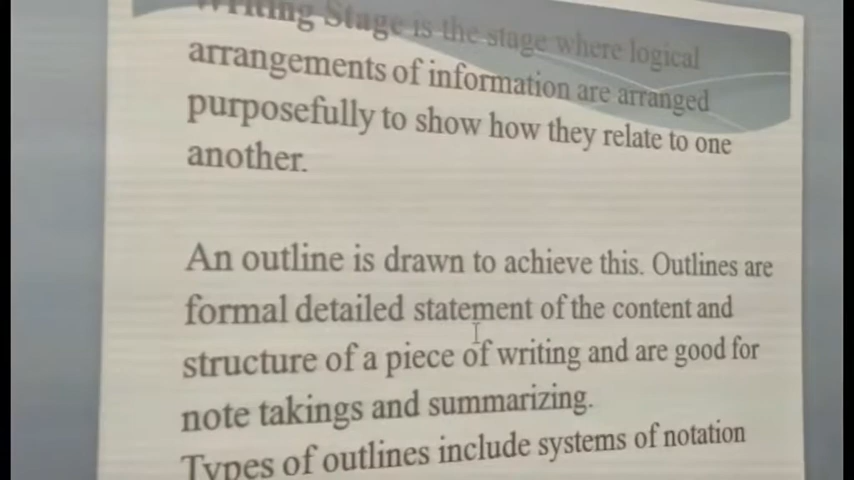 Writing Stage is the stage where logical
arrangements of information are arranged
purposefully to show how they relate to one
another.
An outline is drawn to achieve this. Outlines are
formal detailed statement of the content and
structure of a piece of writing and are good for
note takings and summarizing.
Types of outlines include systems of notation